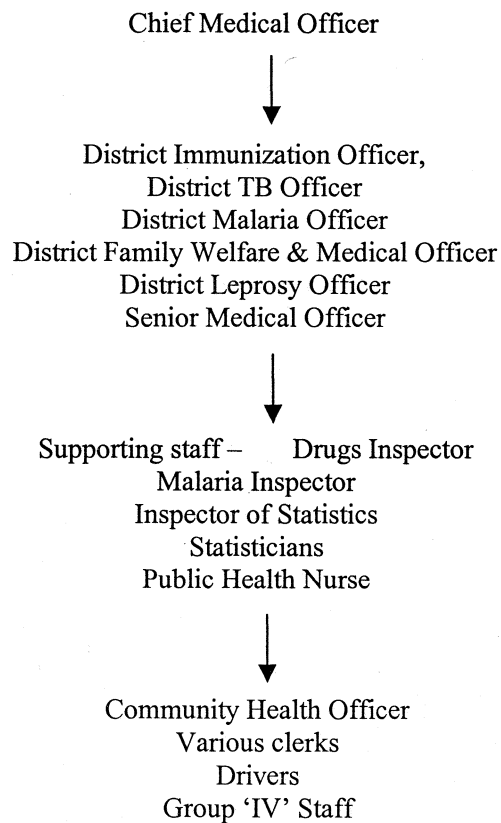 Chief Medical Officer
District Immunization Officer,
District TB Officer
District Malaria Officer
District Family Welfare & Medical Officer
District Leprosy Officer
Senior Medical Officer
Supporting staff – Drugs Inspector
Malaria Inspector
Inspector of Statistics
Statisticians
Public Health Nurse
Community Health Officer
Various clerks
Drivers
Group ‘IV’ Staff